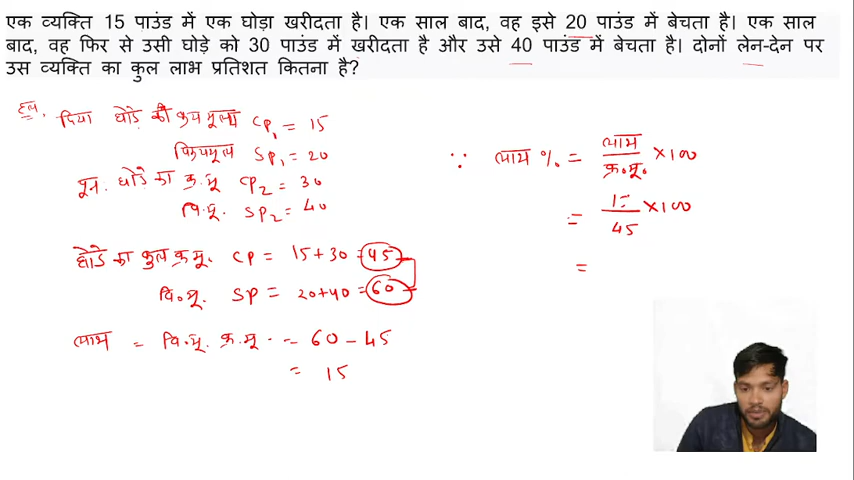 एक व्यक्ति 15 पाउंड में एक घोड़ा खरीदता है। एक साल बाद, वह इसे 20 पाउंड में बेचता है। एक साल
बाद, वह फिर से उसी घोड़े को 30 पाउंड में खरीदता है और उसे 40 पाउंड में बेचता है। दोनों लेन-देन पर
उस व्यक्ति का कुल लाभ प्रतिशत कितना है?
हल, दिया घोडे की क्रय मूल्य CP₁ = 15
विक्रयमूल्य SP₁ = 20
पुन. घोडे का क्र.मू CP₂ = 30
वि.मू. SP₂ = 40
घोडे का कुल क्र.मू. CP = 15+30 = 45
वि.मू. SP = 20+40 = 60
लाभ = वि.मू. क्र.मू. = 60 - 45
= 15
∵ लाभ %. = लाभ/क्र.मू. ×100
= 15/45 ×100
=